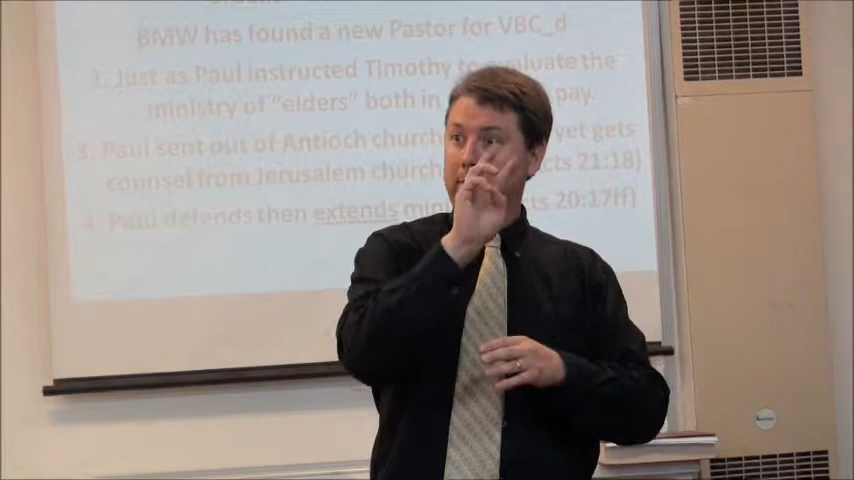 BMW has found a new Pastor for VBC_d
2. Just as Paul Instructed Timothy to evaluation of the
ministry of "elders" both in pay.
3. Paul sent out of Antioch church yet gets
counsel from Jerusalem church cts 21:18
4 Paul defends then extends mini cts 20:17ff